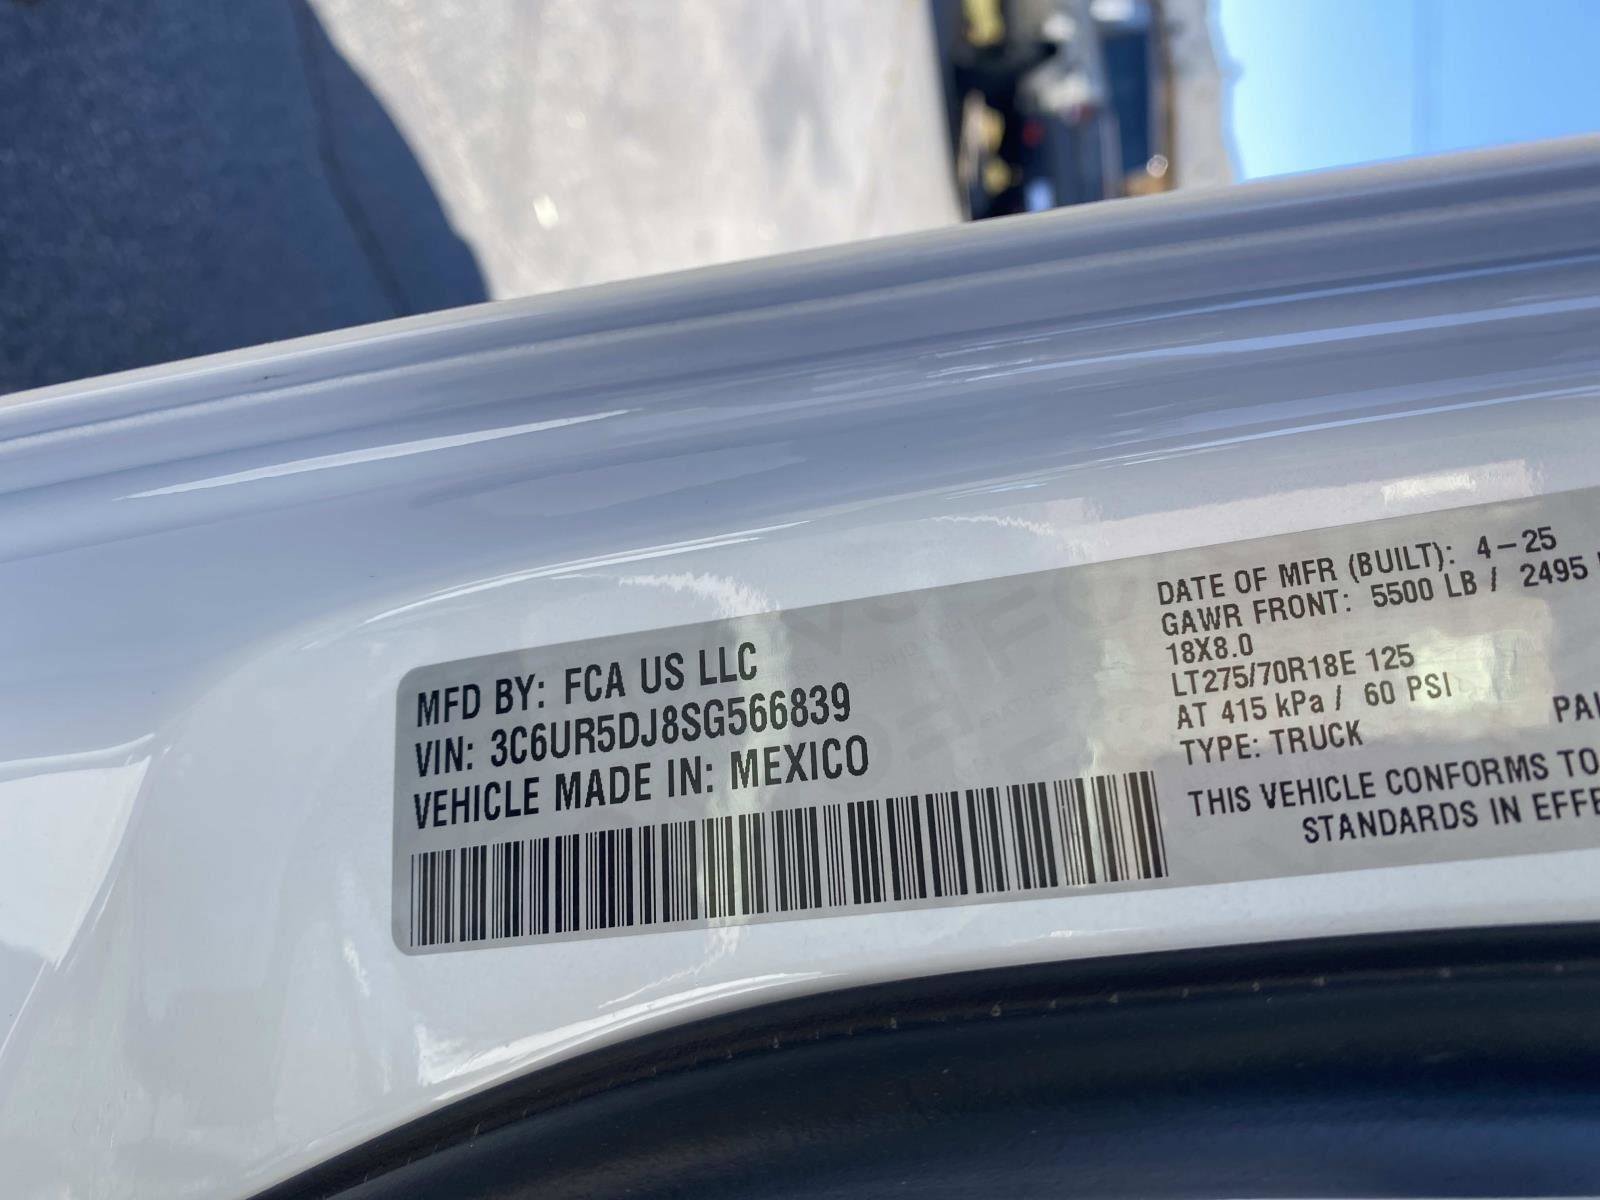 MFD BY: FCA US LLC
VIN: 3C6UR5DJ8SG566839
VEHICLE MADE IN: MEXICO
DATE OF MFR (BUILT): 4-25
GAWR FRONT: 5500 LB / 2495
18X8.0
LT275/70R18E 125
AT 415 kPa / 60 PSI
TYPE: TRUCK PAI
THIS VEHICLE CONFORMS TO
STANDARDS IN EFFE